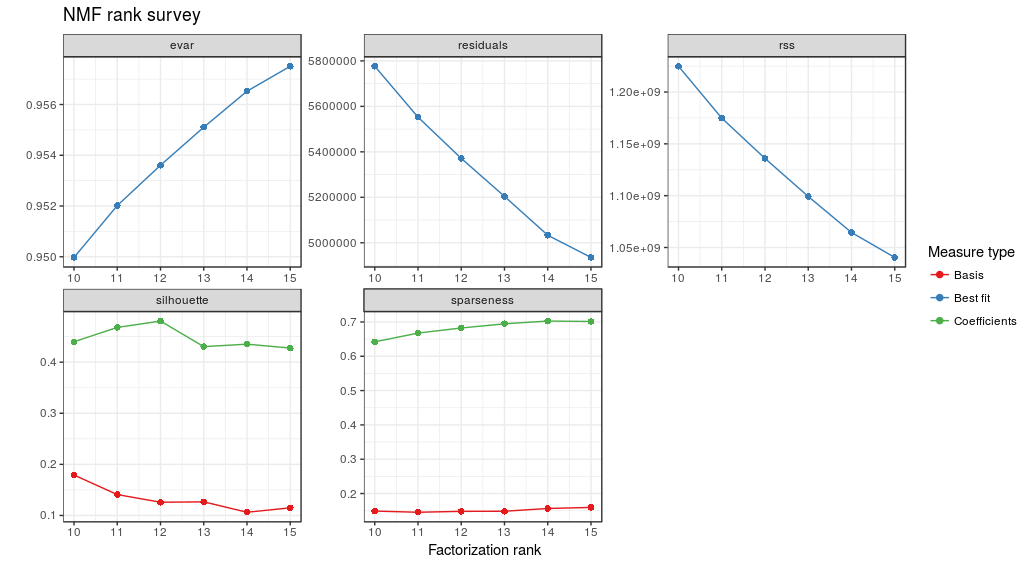 NMF rank survey
evar
residuals
rss
0.956
0.954
0.952
0.950
5800000
5600000
5400000
5200000
5000000
1.20e+09
1.15e+09
1.10e+09
1.05e+09
10 11 12 13 14 15
10 11 12 13 14 15
10 11 12 13 14 15
silhouette
sparseness
0.4
0.3
0.2
0.1
0.7
0.6
0.5
0.4
0.3
0.2
10 11 12 13 14 15
10 11 12 13 14 15
Factorization rank
Measure type
Basis
Best fit
Coefficients